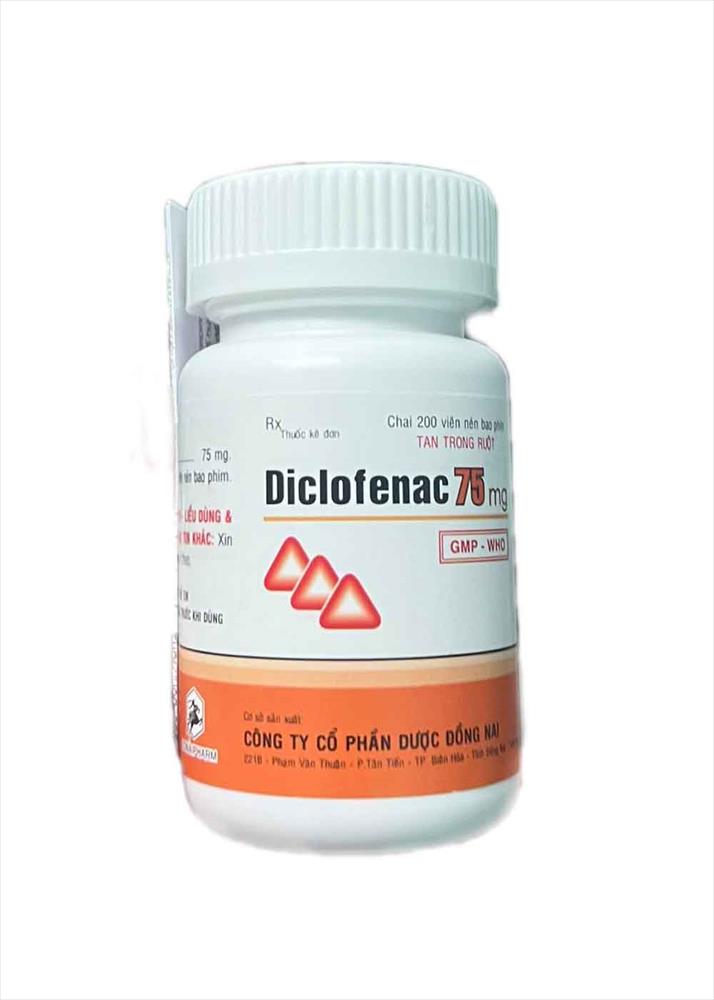 Rx Thuốc kê đơn
Chai 200 viên nén bao phim
TAN TRONG RUỘT
Diclofenac 75 mg
GMP - WHO
75 mg.
nén bao phim.
LIỀU DÙNG &
TIN KHÁC: Xin
KHI DÙNG
Cơ sở sản xuất
CÔNG TY CỔ PHẦN DƯỢC ĐỒNG NAI
221B - Phạm Văn Thuận - P.Tân Tiến - TP. Biên Hòa - Tỉnh Đồng Nai